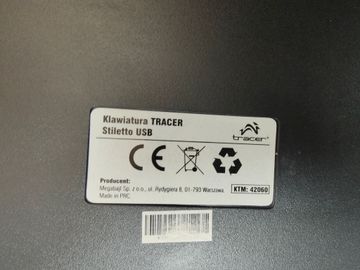 Klawiatura TRACER
Stiletto USB
tracer
CE
Producent:
Megabajt Sp. z o.o., ul. Rydygiera 8, 01-793 Warszawa
Made in PRC
KTM: 42060